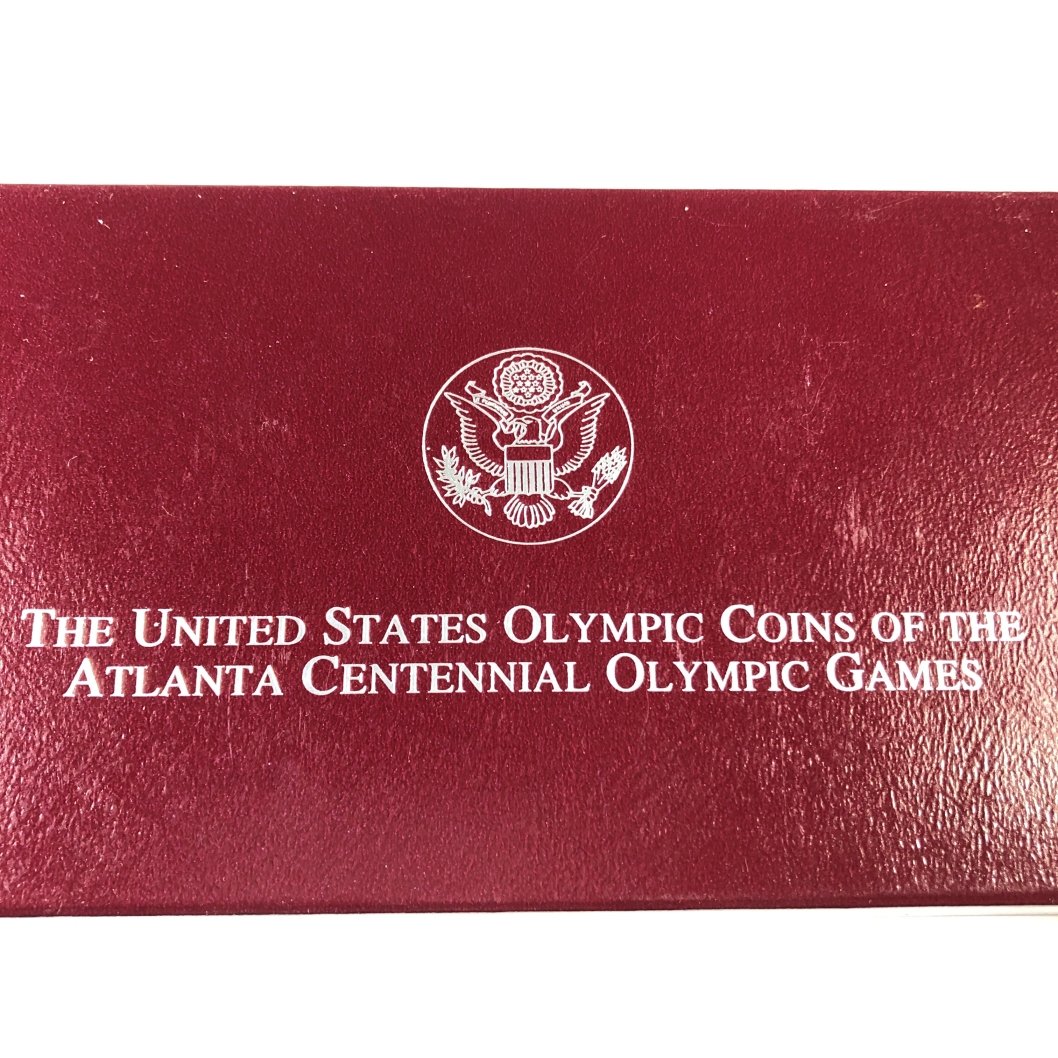 THE UNITED STATES OLYMPIC COINS OF THE
ATLANTA CENTENNIAL OLYMPIC GAMES